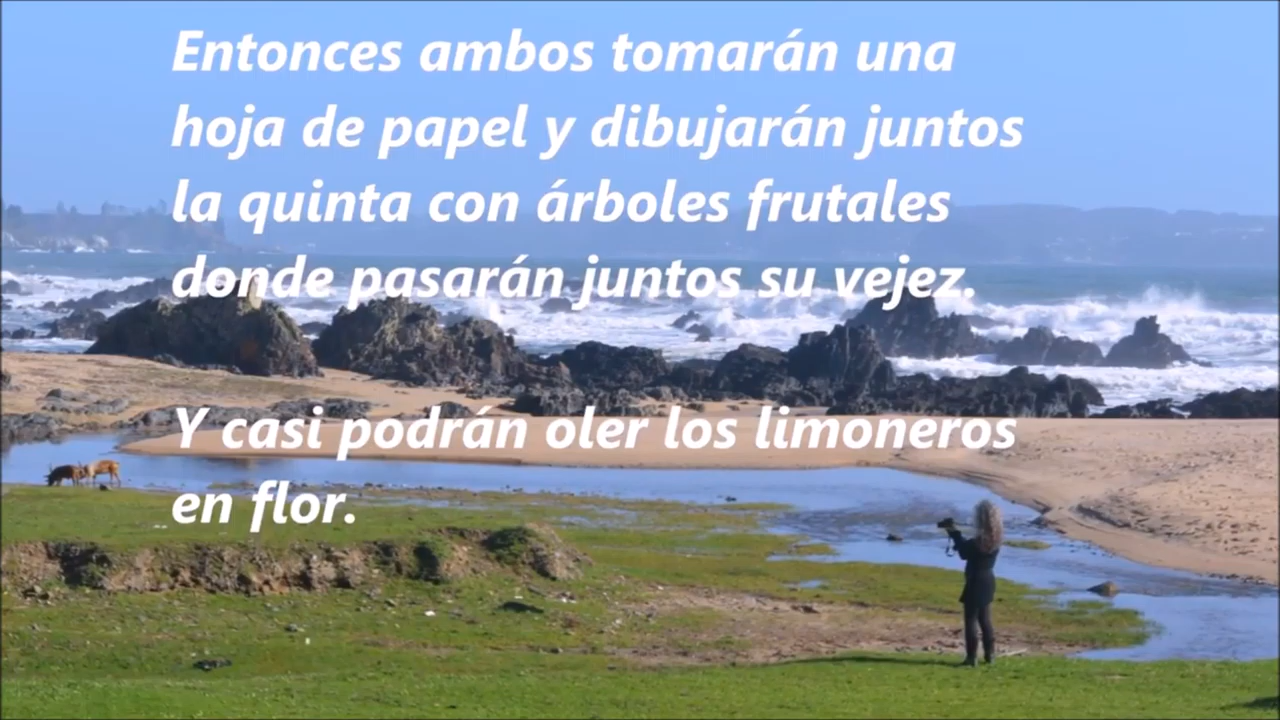 Entonces ambos tomarán una
hoja de papel y dibujarán juntos
la quinta con árboles frutales
donde pasarán juntos su vejez.
Y casi podrán oler los limoneros
en flor.